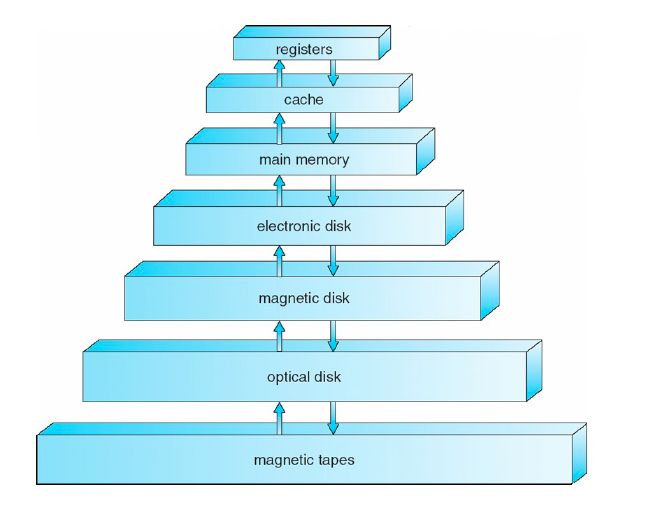 registers
cache
main memory
electronic disk
magnetic disk
optical disk
magnetic tapes